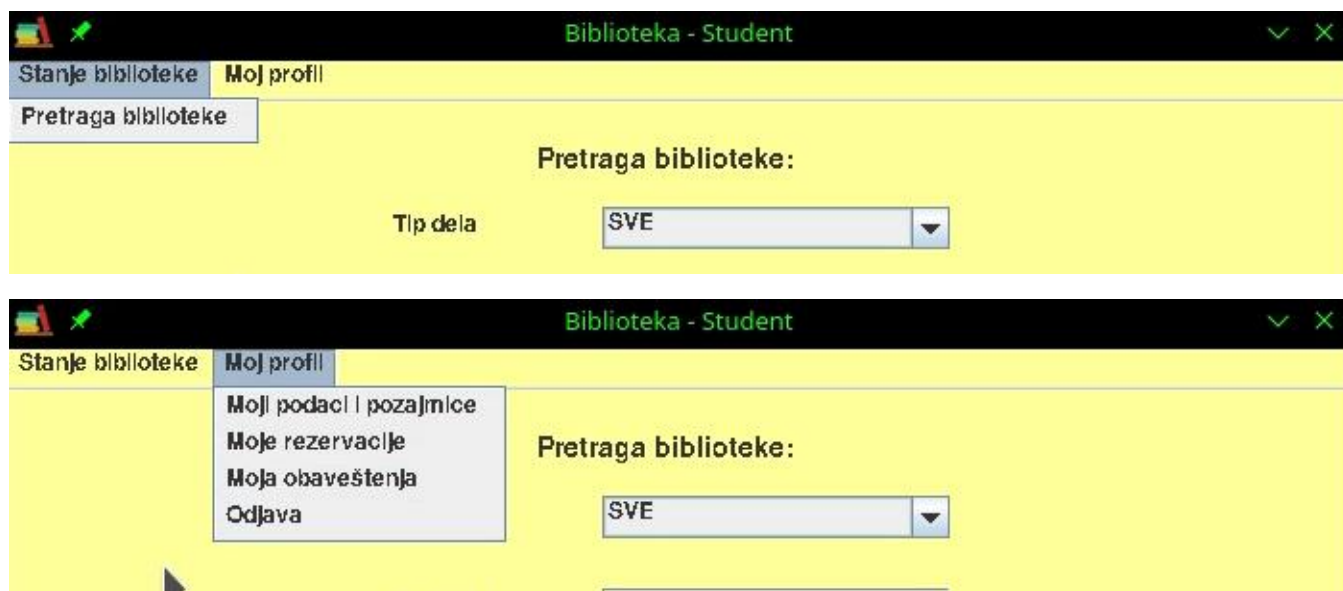 Biblioteka - Student
Stanje biblioteke Moj profil
Pretraga biblioteke
Pretraga biblioteke:
Tip dela SVE
Biblioteka - Student
Stanje biblioteke Moj profil
Moji podaci i pozajmice
Moje rezervacije
Pretraga biblioteke:
Moja obaveštenja
Odjava
SVE